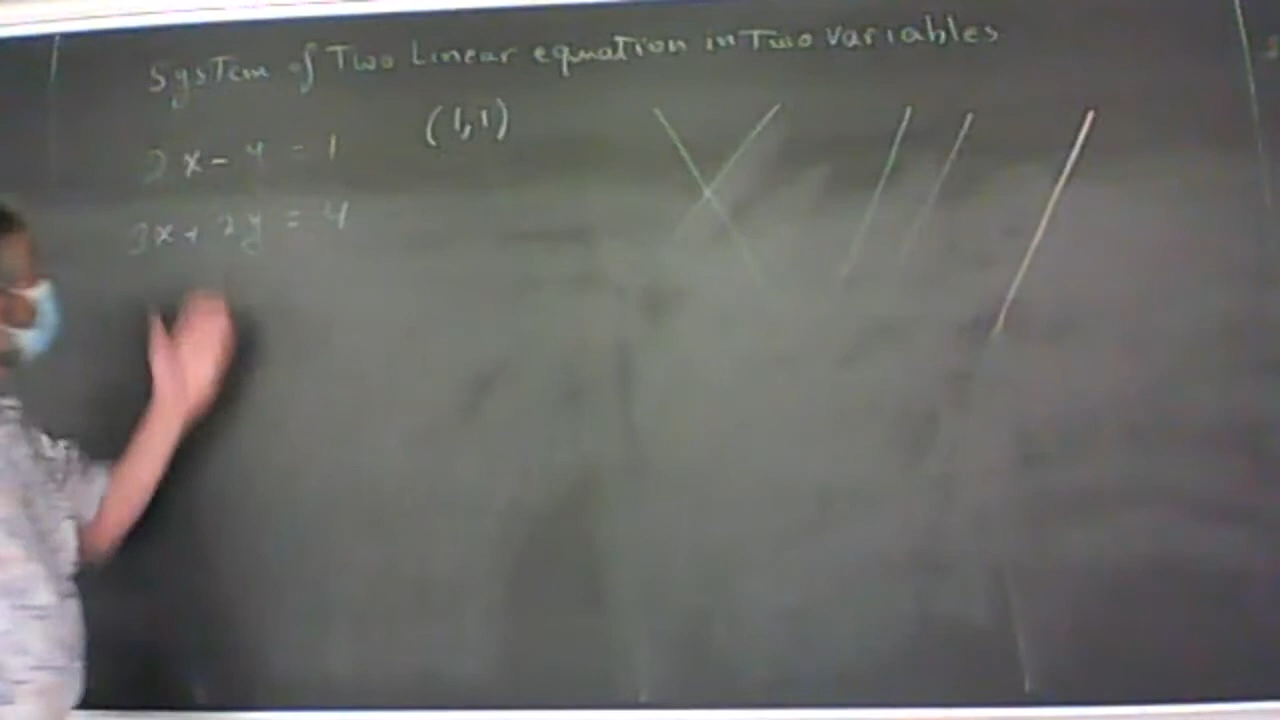 System of Two Linear equation in Two variables
(1,1)
2x - y = 1
3x + 2y = 4